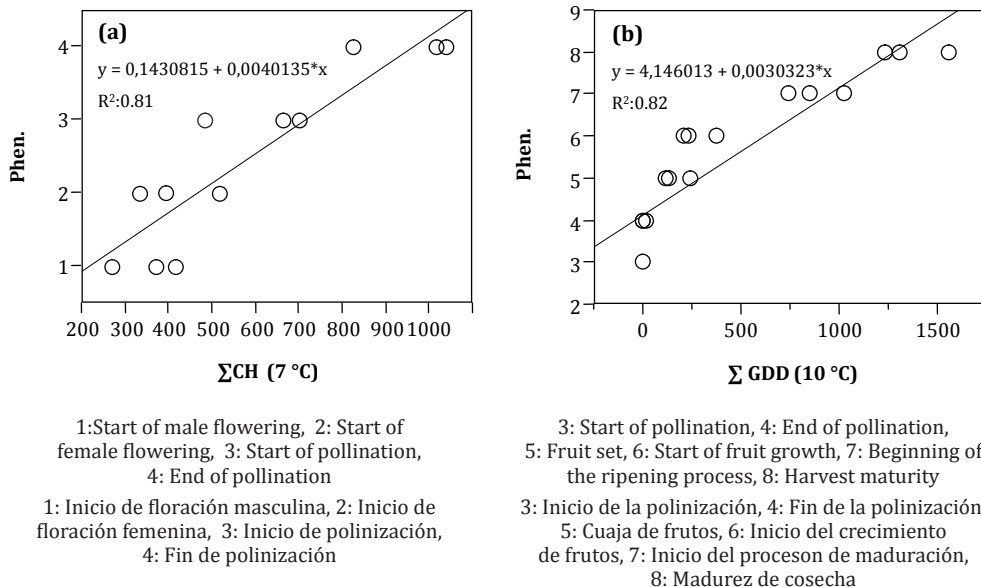 (a)
y = 0,1430815 + 0,0040135*x
R²:0.81
Phen.
4
3
2
1
200 300 400 500 600 700 800 900 1000
∑CH (7 °C)
1:Start of male flowering, 2: Start of
female flowering, 3: Start of pollination,
4: End of pollination
1: Inicio de floración masculina, 2: Inicio de
floración femenina, 3: Inicio de polinización,
4: Fin de polinización
(b)
y = 4,146013 + 0,0030323*x
R²:0.82
Phen.
9
8
7
6
5
4
3
2
0 500 1000 1500
∑ GDD (10 °C)
3: Start of pollination, 4: End of pollination,
5: Fruit set, 6: Start of fruit growth, 7: Beginning of
the ripening process, 8: Harvest maturity
3: Inicio de la polinización, 4: Fin de la polinización
5: Cuaja de frutos, 6: Inicio del crecimiento
de frutos, 7: Inicio del proceson de maduración,
8: Madurez de cosecha